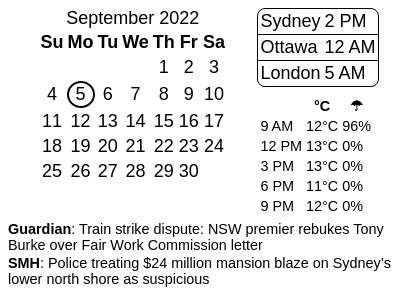 September 2022
Su Mo Tu We Th Fr Sa
1 2 3
4 5 6 7 8 9 10
11 12 13 14 15 16 17
18 19 20 21 22 23 24
25 26 27 28 29 30
Sydney 2 PM
Ottawa 12 AM
London 5 AM
°C ☂
9 AM 12°C 96%
12 PM 13°C 0%
3 PM 13°C 0%
6 PM 11°C 0%
9 PM 12°C 0%
Guardian: Train strike dispute: NSW premier rebukes Tony
Burke over Fair Work Commission letter
SMH: Police treating $24 million mansion blaze on Sydney’s
lower north shore as suspicious